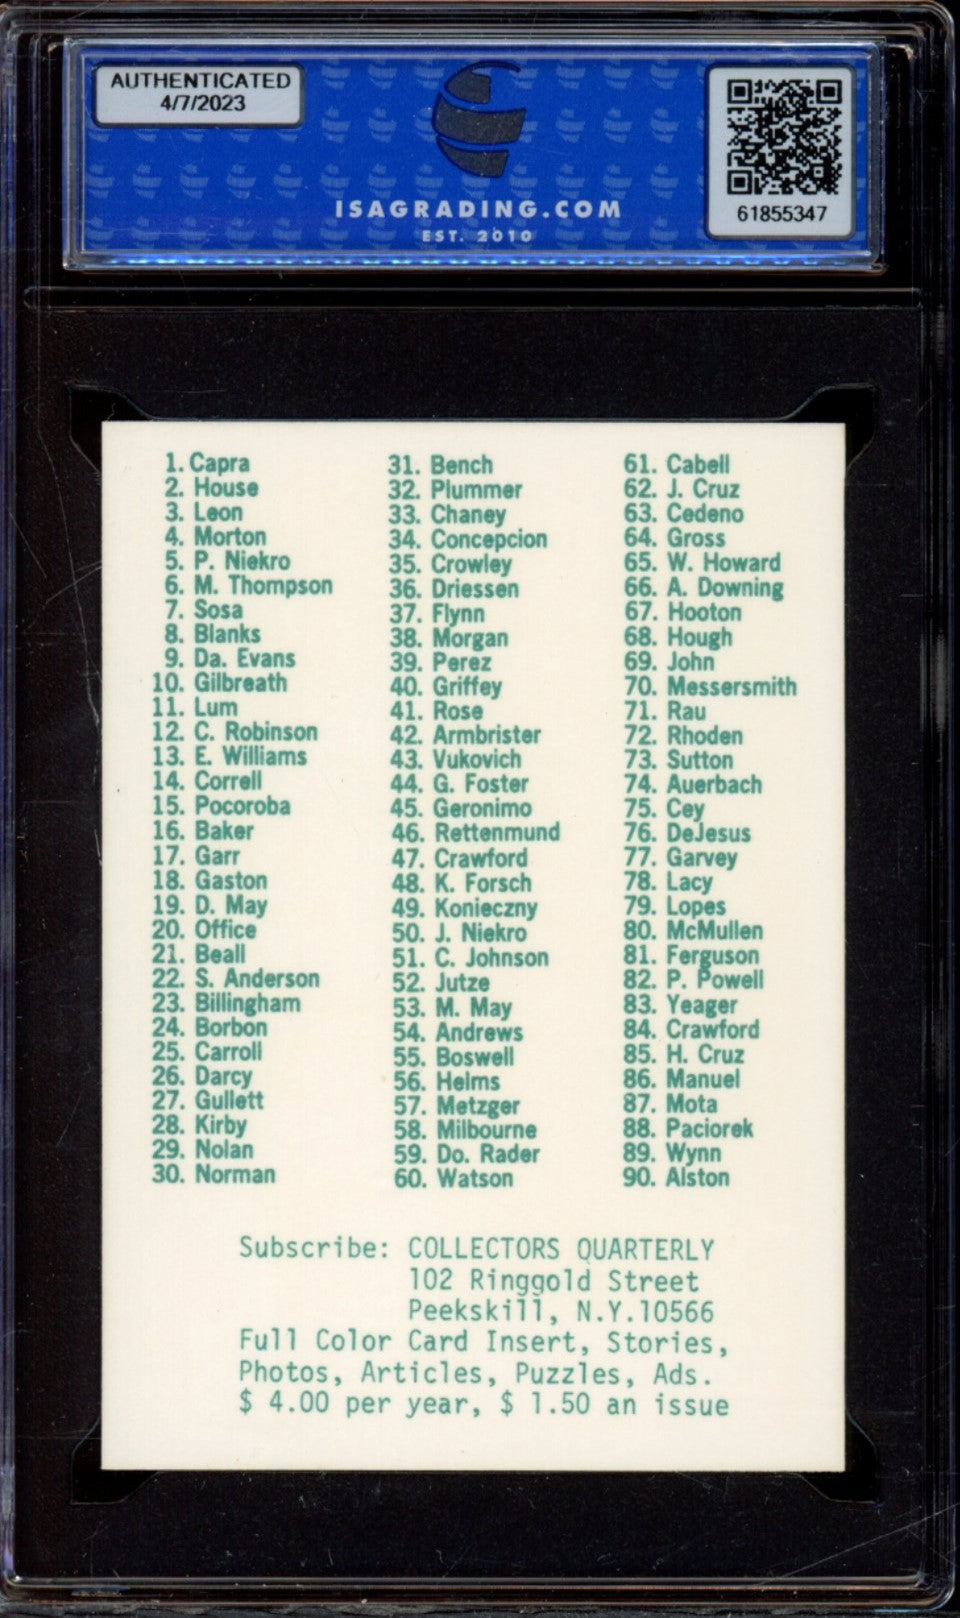 AUTHENTICATED
4/7/2023
ISAGRADING.COM
EST. 2010
61855347
1. Capra
2. House
3. Leon
4. Morton
5. P. Niekro
6. M. Thompson
7. Sosa
8. Blanks
9. Da. Evans
10. Gilbreath
11. Lum
12. C. Robinson
13. E. Williams
14. Correll
15. Pocoroba
16. Baker
17. Garr
18. Gaston
19. D. May
20. Office
21. Beall
22. S. Anderson
23. Billingham
24. Borbon
25. Carroll
26. Darcy
27. Gullett
28. Kirby
29. Nolan
30. Norman
31. Bench
32. Plummer
33. Chaney
34. Concepcion
35. Crowley
36. Driessen
37. Flynn
38. Morgan
39. Perez
40. Griffey
41. Rose
42. Armbrister
43. Vukovich
44. G. Foster
45. Geronimo
46. Rettenmund
47. Crawford
48. K. Forsch
49. Konieczny
50. J. Niekro
51. C. Johnson
52. Jutze
53. M. May
54. Andrews
55. Boswell
56. Helms
57. Metzger
58. Milbourne
59. Do. Rader
60. Watson
61. Cabell
62. J. Cruz
63. Cedeno
64. Gross
65. W. Howard
66. A. Downing
67. Hooton
68. Hough
69. John
70. Messersmith
71. Rau
72. Rhoden
73. Sutton
74. Auerbach
75. Cey
76. DeJesus
77. Garvey
78. Lacy
79. Lopes
80. McMullen
81. Ferguson
82. P. Powell
83. Yeager
84. Crawford
85. H. Cruz
86. Manuel
87. Mota
88. Paciorek
89. Wynn
90. Alston
Subscribe: COLLECTORS QUARTERLY
102 Ringgold Street
Peekskill, N.Y.10566
Full Color Card Insert, Stories,
Photos, Articles, Puzzles, Ads.
$ 4.00 per year, $ 1.50 an issue